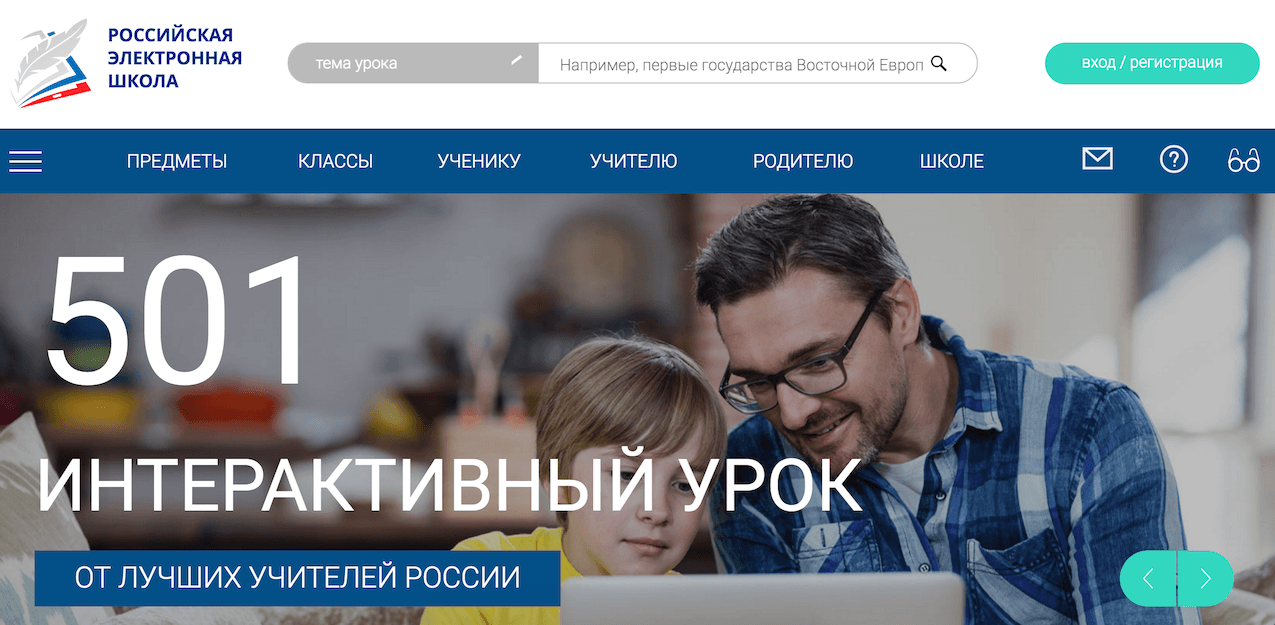 РОССИЙСКАЯ
ЭЛЕКТРОННАЯ
ШКОЛА
тема урока
Например, первые государства Восточной Европ
вход / регистрация
ПРЕДМЕТЫ
КЛАССЫ
УЧЕНИКУ
УЧИТЕЛЮ
РОДИТЕЛЮ
ШКОЛЕ
?
501
ИНТЕРАКТИВНЫЙ УРОК
ОТ ЛУЧШИХ УЧИТЕЛЕЙ РОССИИ